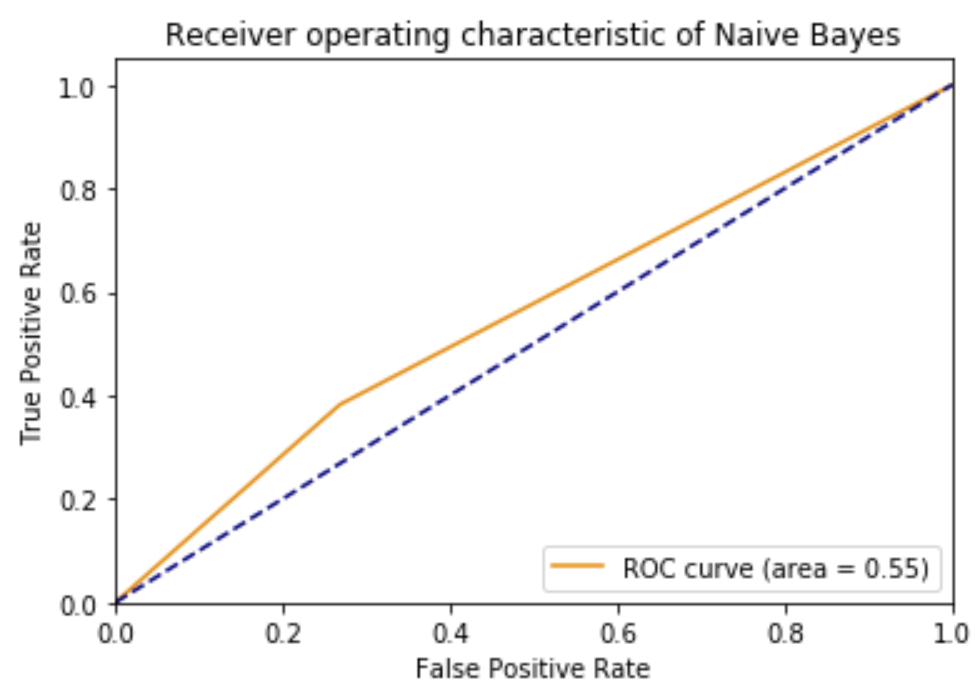 Receiver operating characteristic of Naive Bayes
True Positive Rate
1.0
0.8
0.6
0.4
0.2
0.0
ROC curve (area = 0.55)
0.0 0.2 0.4 0.6 0.8 1.0
False Positive Rate